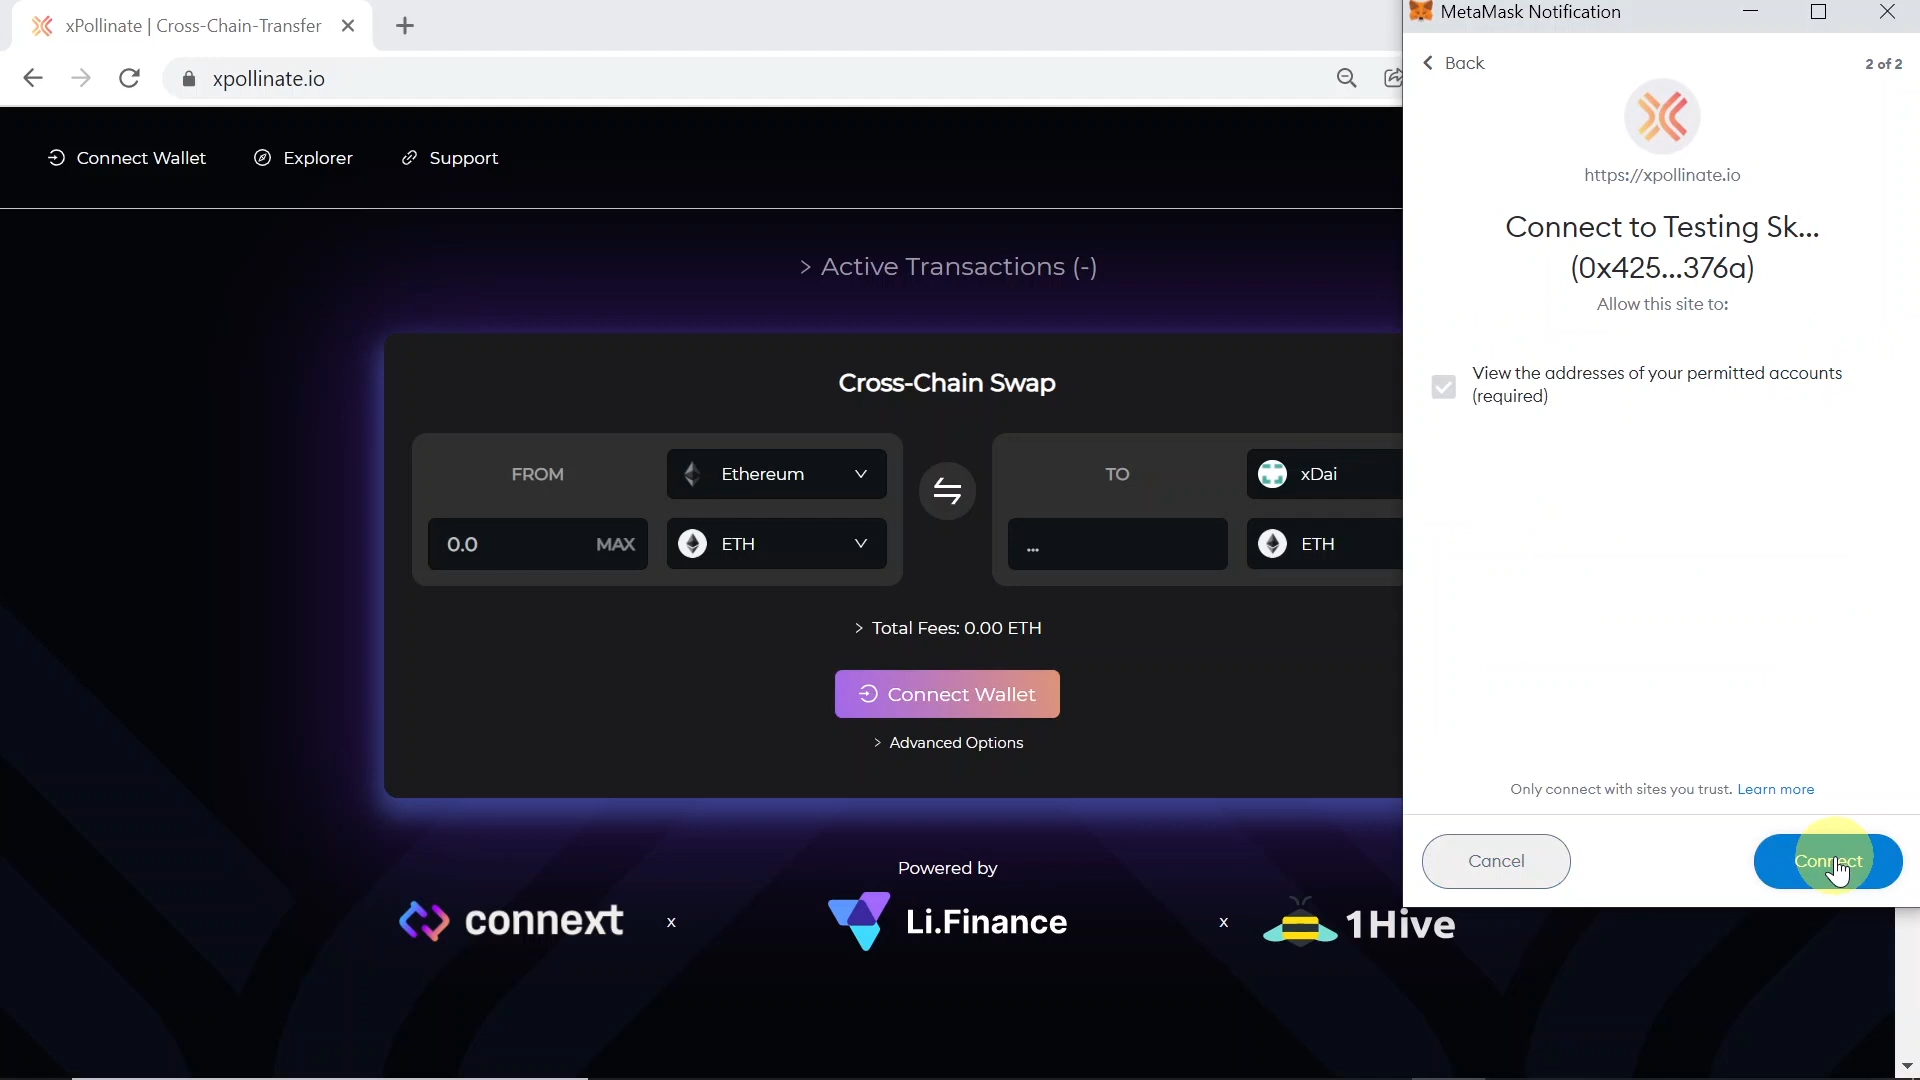 xPollinate | Cross-Chain-Transfer
xpollinate.io
Connect Wallet
Explorer
Support
> Active Transactions (-)
Cross-Chain Swap
FROM
Ethereum
0.0
MAX
ETH
TO
xDai
...
ETH
> Total Fees: 0.00 ETH
Connect Wallet
> Advanced Options
Powered by
connext
x
Li.Finance
x
1Hive
MetaMask Notification
Back
2 of 2
https://xpollinate.io
Connect to Testing Sk...
(0x425...376a)
Allow this site to:
View the addresses of your permitted accounts
(required)
Only connect with sites you trust. Learn more
Cancel
Connect